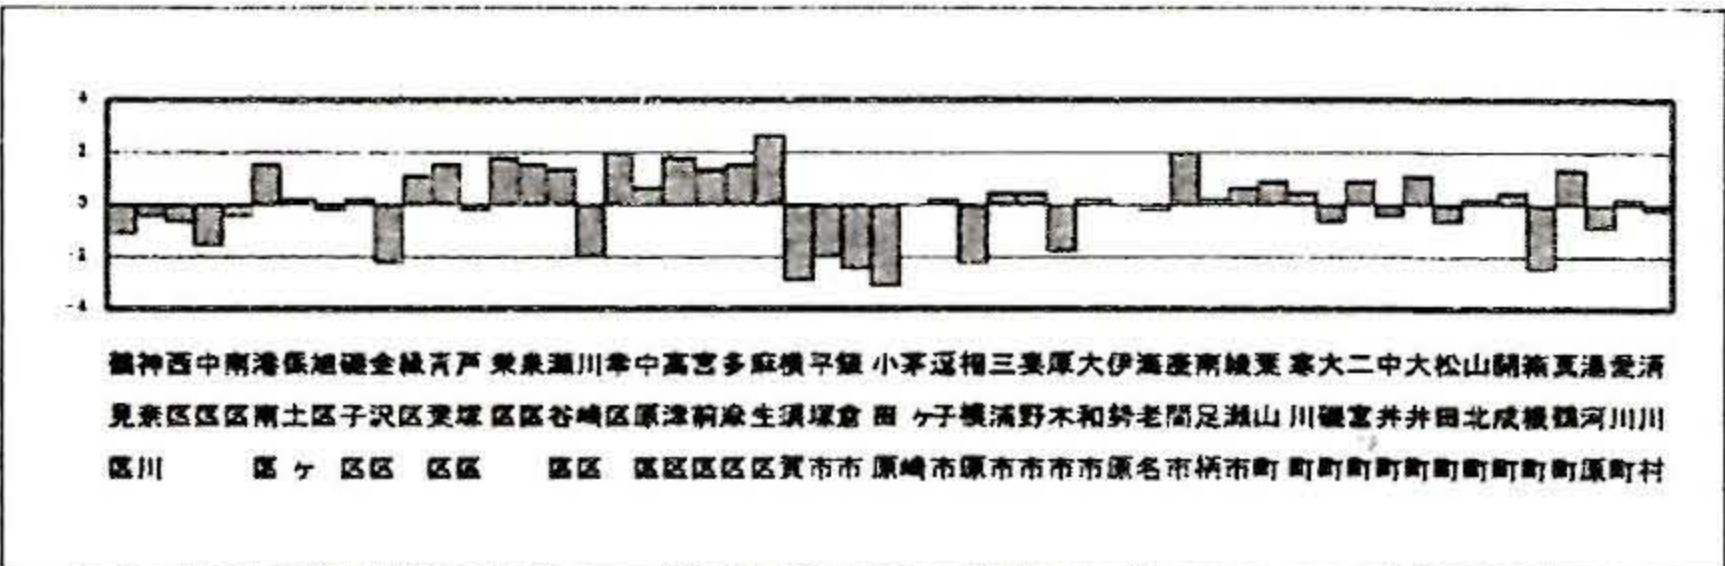 4
2
0
-2
-4
鶴神西中南港保旭磯金緑青戸栄泉瀬川幸中高宮多麻横平鎌小茅逗相三秦厚大伊海座南綾葉寒大二中大松山開箱真湯愛清
見奈区区区南土区子沢区葉塚区区谷崎区原津前摩生須塚倉田ヶ子模浦野木和勢老間足瀬山川磯宮井井田北成根鶴河川川
区川 区ヶ 区区 区区 区区 区区区区区賀市市原崎市原市市市市原名市柄市町町町町町町町町町町町原町村